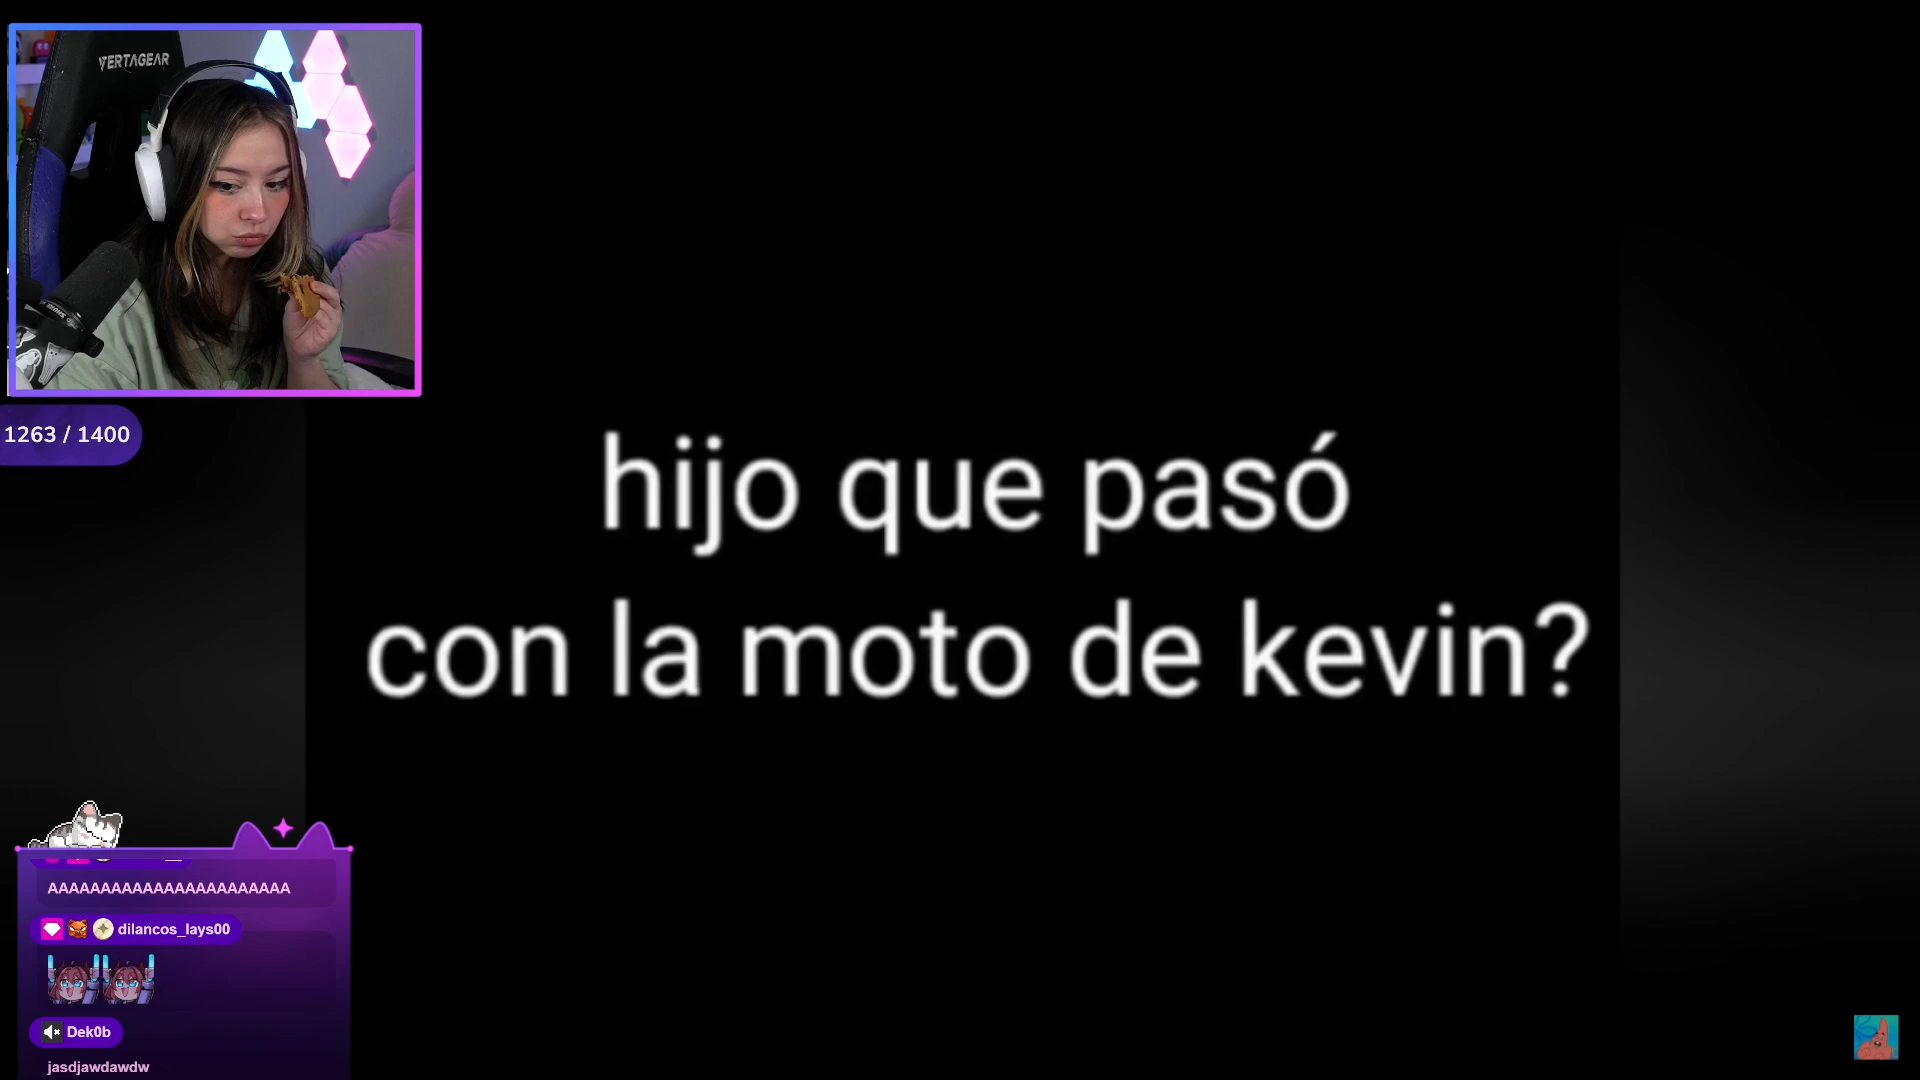 VERTAGEAR
1263 / 1400
hijo que pasó
con la moto de kevin?
AAAAAAAAAAAAAAAAAAAAAAA
dilancos_lays00
Dek0b
jasdjawdawdw